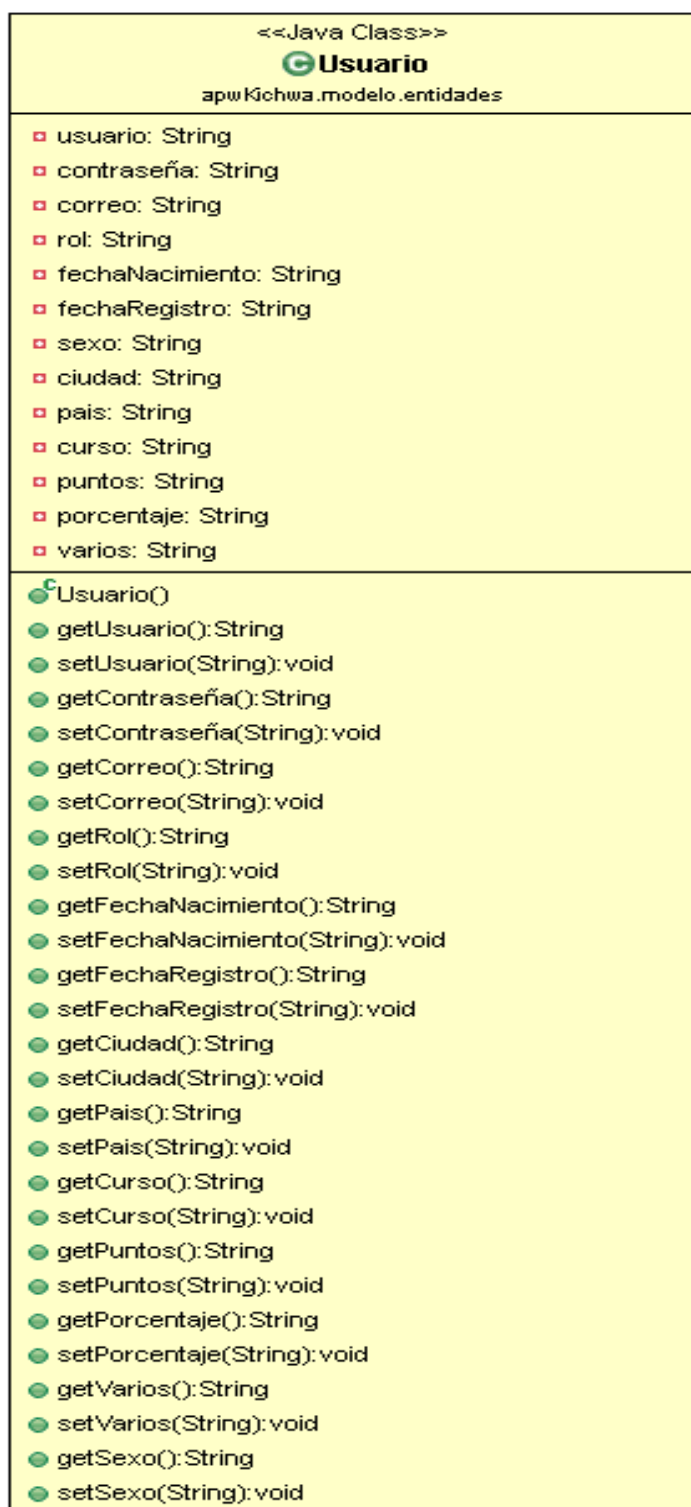 <<Java Class>>
Usuario
apwKichwa.modelo.entidades
usuario: String
contraseña: String
correo: String
rol: String
fechaNacimiento: String
fechaRegistro: String
sexo: String
ciudad: String
pais: String
curso: String
puntos: String
porcentaje: String
varios: String
Usuario()
getUsuario():String
setUsuario(String):void
getContraseña():String
setContraseña(String):void
getCorreo():String
setCorreo(String):void
getRol():String
setRol(String):void
getFechaNacimiento():String
setFechaNacimiento(String):void
getFechaRegistro():String
setFechaRegistro(String):void
getCiudad():String
setCiudad(String):void
getPais():String
setPais(String):void
getCurso():String
setCurso(String):void
getPuntos():String
setPuntos(String):void
getPorcentaje():String
setPorcentaje(String):void
getVarios():String
setVarios(String):void
getSexo():String
setSexo(String):void